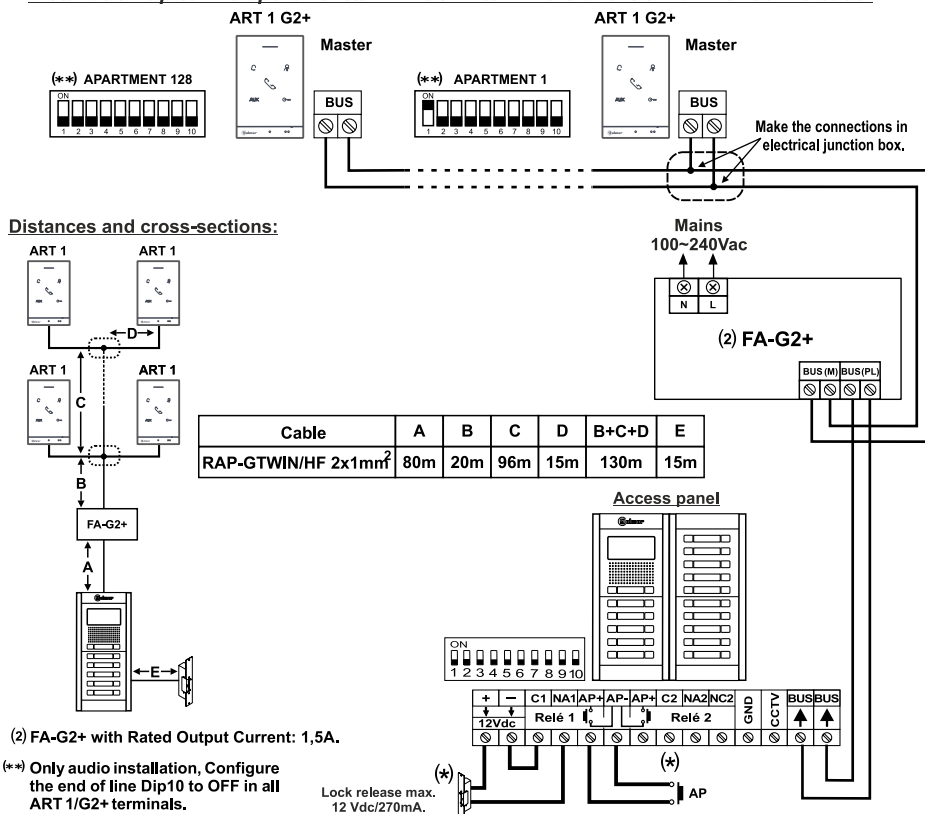 ART 1 G2+
ART 1 G2+
Master
Master
(**) APARTMENT 128
ON
1 2 3 4 5 6 7 8 9 10
AUX
BUS
(**) APARTMENT 1
ON
1 2 3 4 5 6 7 8 9 10
AUX
BUS
Make the connections in
electrical junction box.
Distances and cross-sections:
ART 1
ART 1
D
ART 1
ART 1
C
B
FA-G2+
A
E
Mains
100~240Vac
N L
(2) FA-G2+
BUS (M) BUS (PL)
Cable A B C D B+C+D E
RAP-GTWIN/HF 2x1mm² 80m 20m 96m 15m 130m 15m
Access panel
Golmar
ON
1 2 3 4 5 6 7 8 9 10
+ − C1 NA1 AP+ AP- AP+ C2 NA2 NC2 GND CCTV BUS BUS
12Vdc Relé 1 Relé 2
(*)
(*)
AP
Lock release max.
12 Vdc/270mA.
(2) FA-G2+ with Rated Output Current: 1,5A.
(**) Only audio installation, Configure
the end of line Dip10 to OFF in all
ART 1/G2+ terminals.